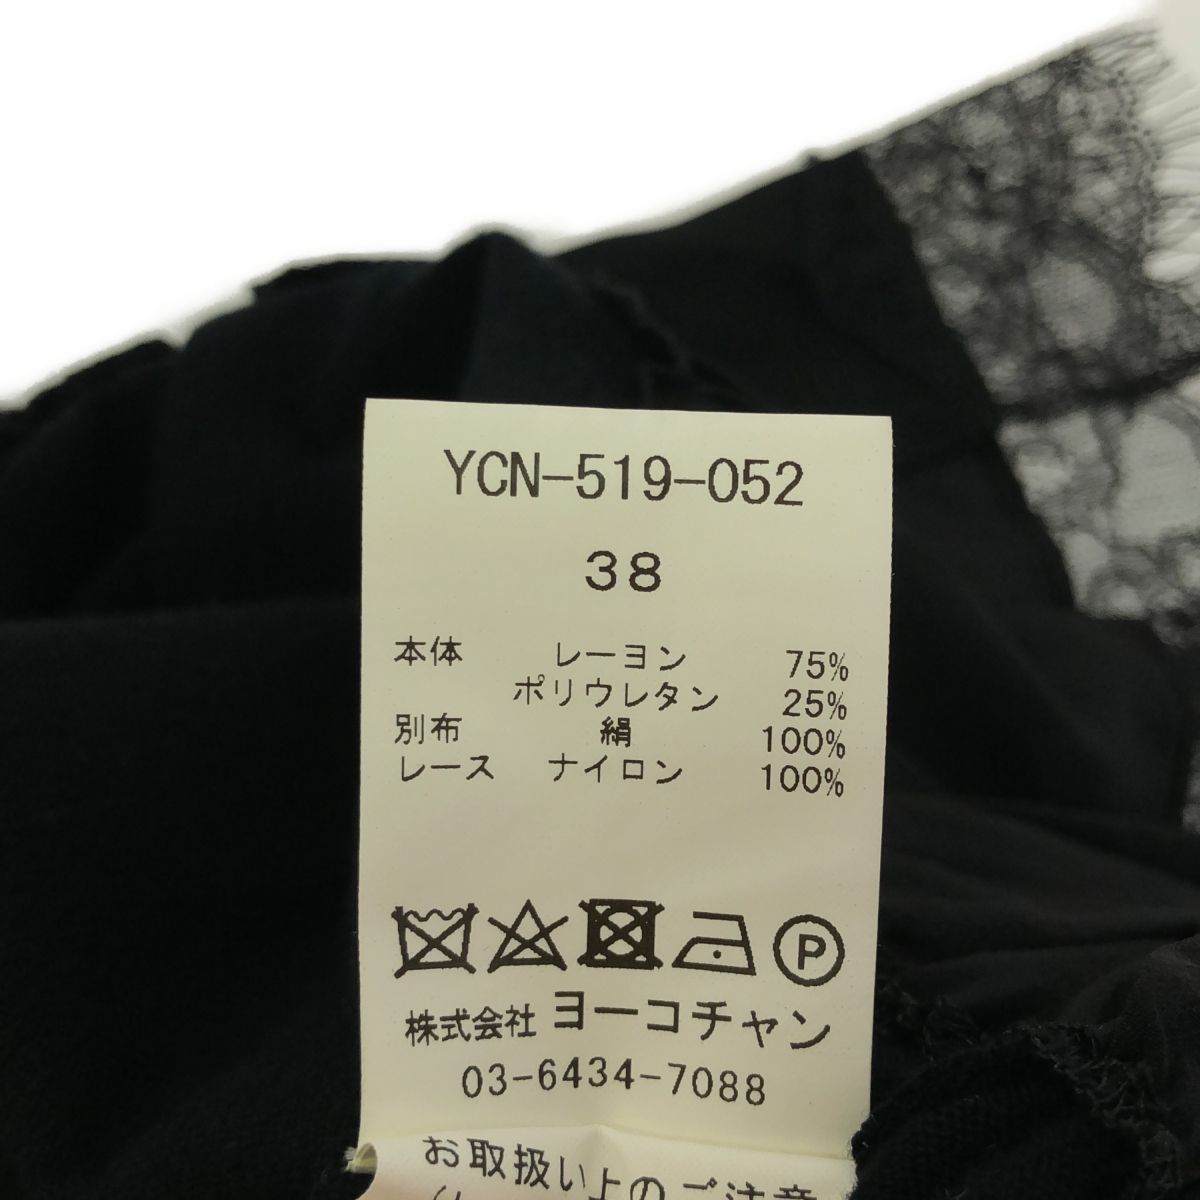 YCN-519-052
38
本体 レーヨン 75%
ポリウレタン 25%
別布 絹 100%
レース ナイロン 100%
P
株式会社 ヨーコチャン
03-6434-7088
お取扱い上のご注意